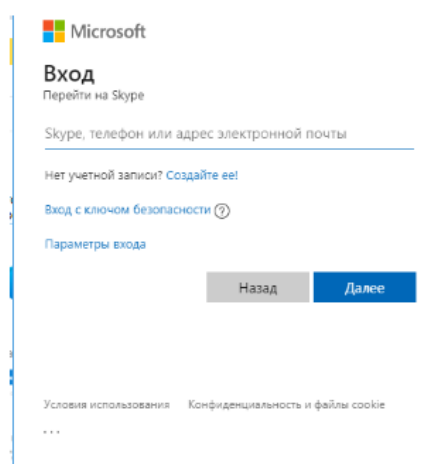 Microsoft
Вход
Перейти на Skype
Skype, телефон или адрес электронной почты
Нет учетной записи? Создайте ее!
Вход с ключом безопасности ?
Параметры входа
Назад Далее
Условия использования Конфиденциальность и файлы cookie
...